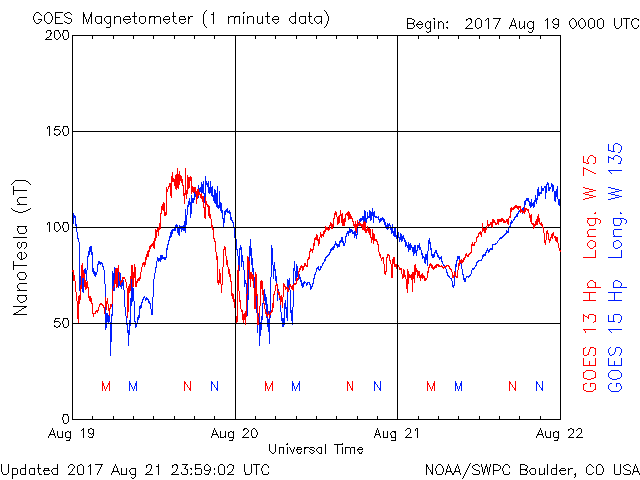 GOES Magnetometer (1 minute data)
Begin: 2017 Aug 19 0000 UTC
200
150
100
50
0
NanoTesla (nT)
M M N N M M N N M M N N
Aug 19 Aug 20 Aug 21 Aug 22
Universal Time
GOES 13 Hp Long. W 75
GOES 15 Hp Long. W 135
Updated 2017 Aug 21 23:59:02 UTC
NOAA/SWPC Boulder, CO USA